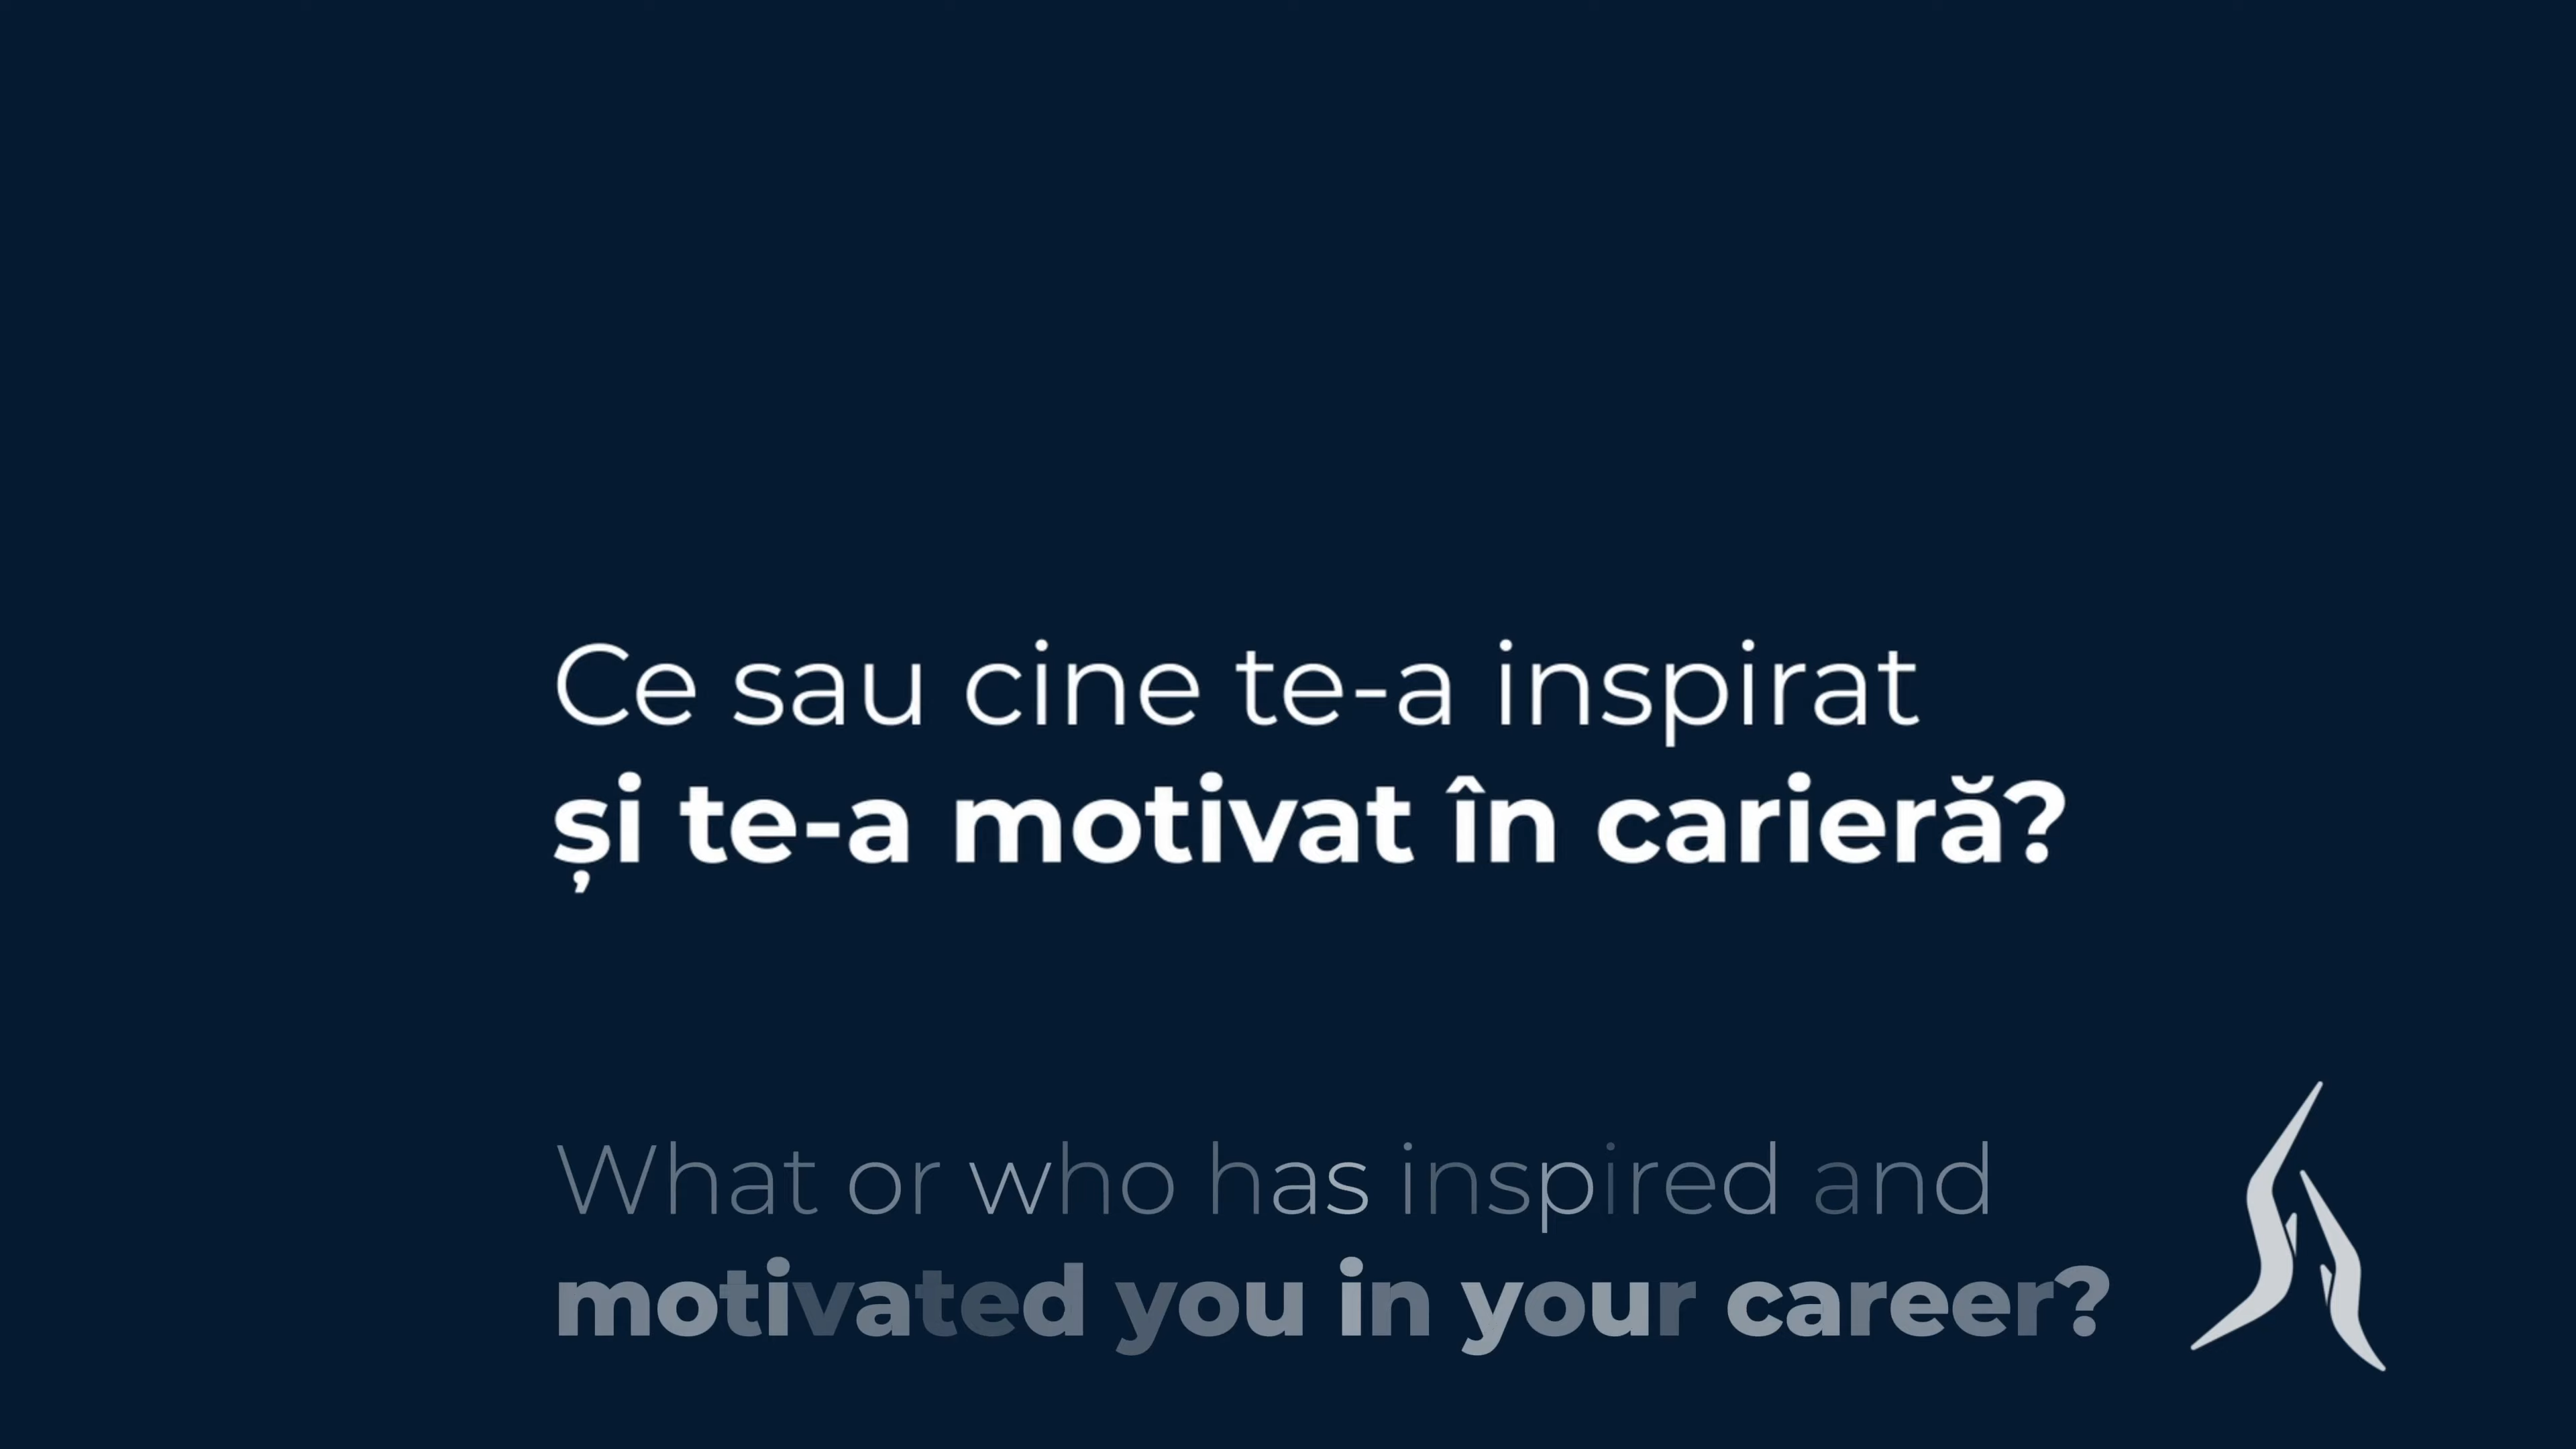 Ce sau cine te-a inspirat
și te-a motivat în carieră?
What or who has inspired and
motivated you in your career?